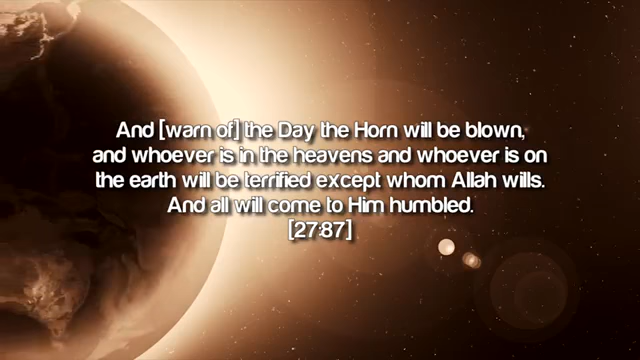 And [warn of] the Day the Horn will be blown,
and whoever is in the heavens and whoever is on
the earth will be terrified except whom Allah wills.
And all will come to Him humbled.
[27:87]